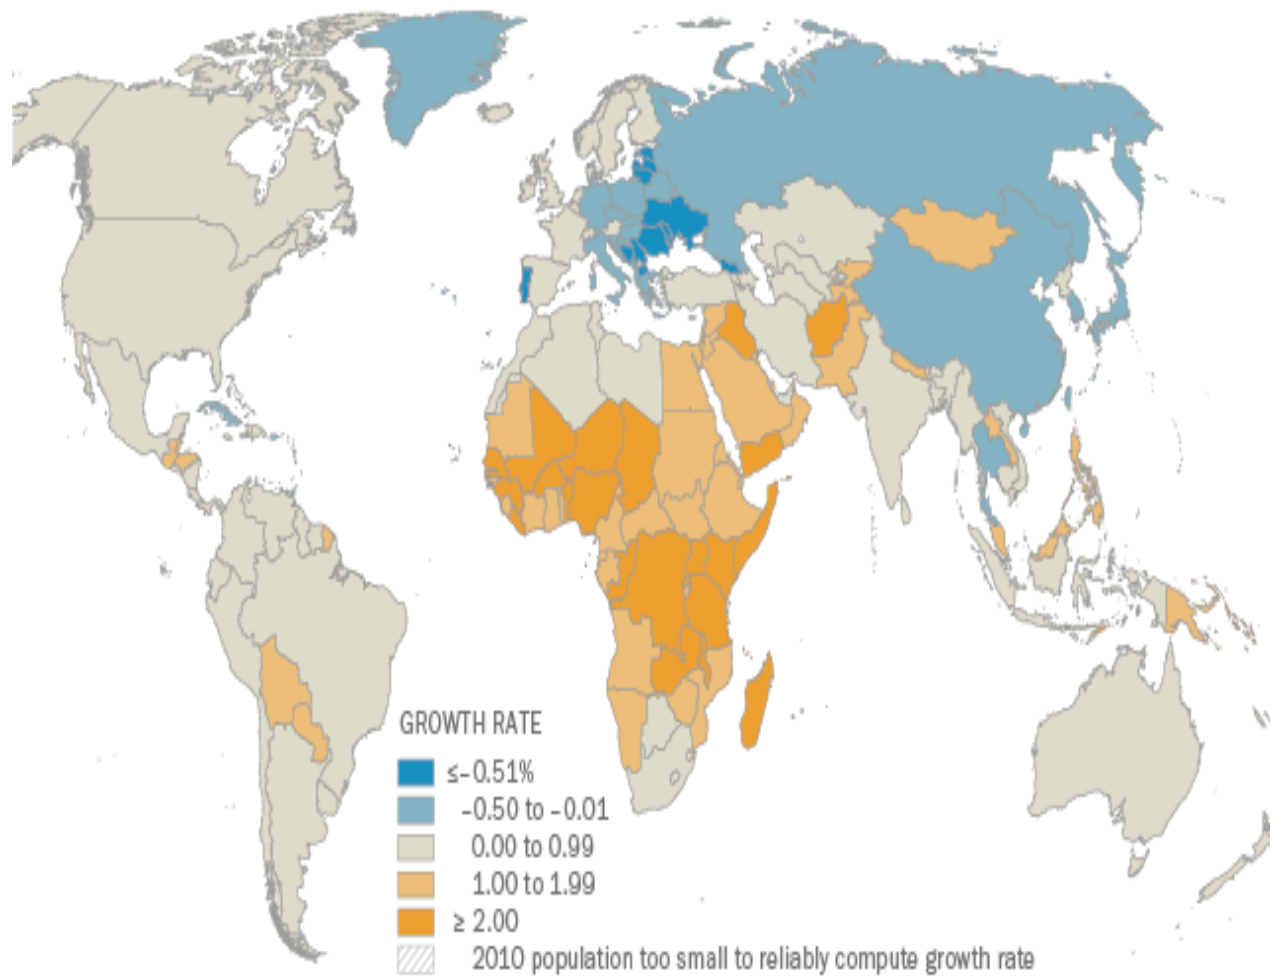 GROWTH RATE
≤–0.51%
–0.50 to –0.01
0.00 to 0.99
1.00 to 1.99
≥ 2.00
2010 population too small to reliably compute growth rate